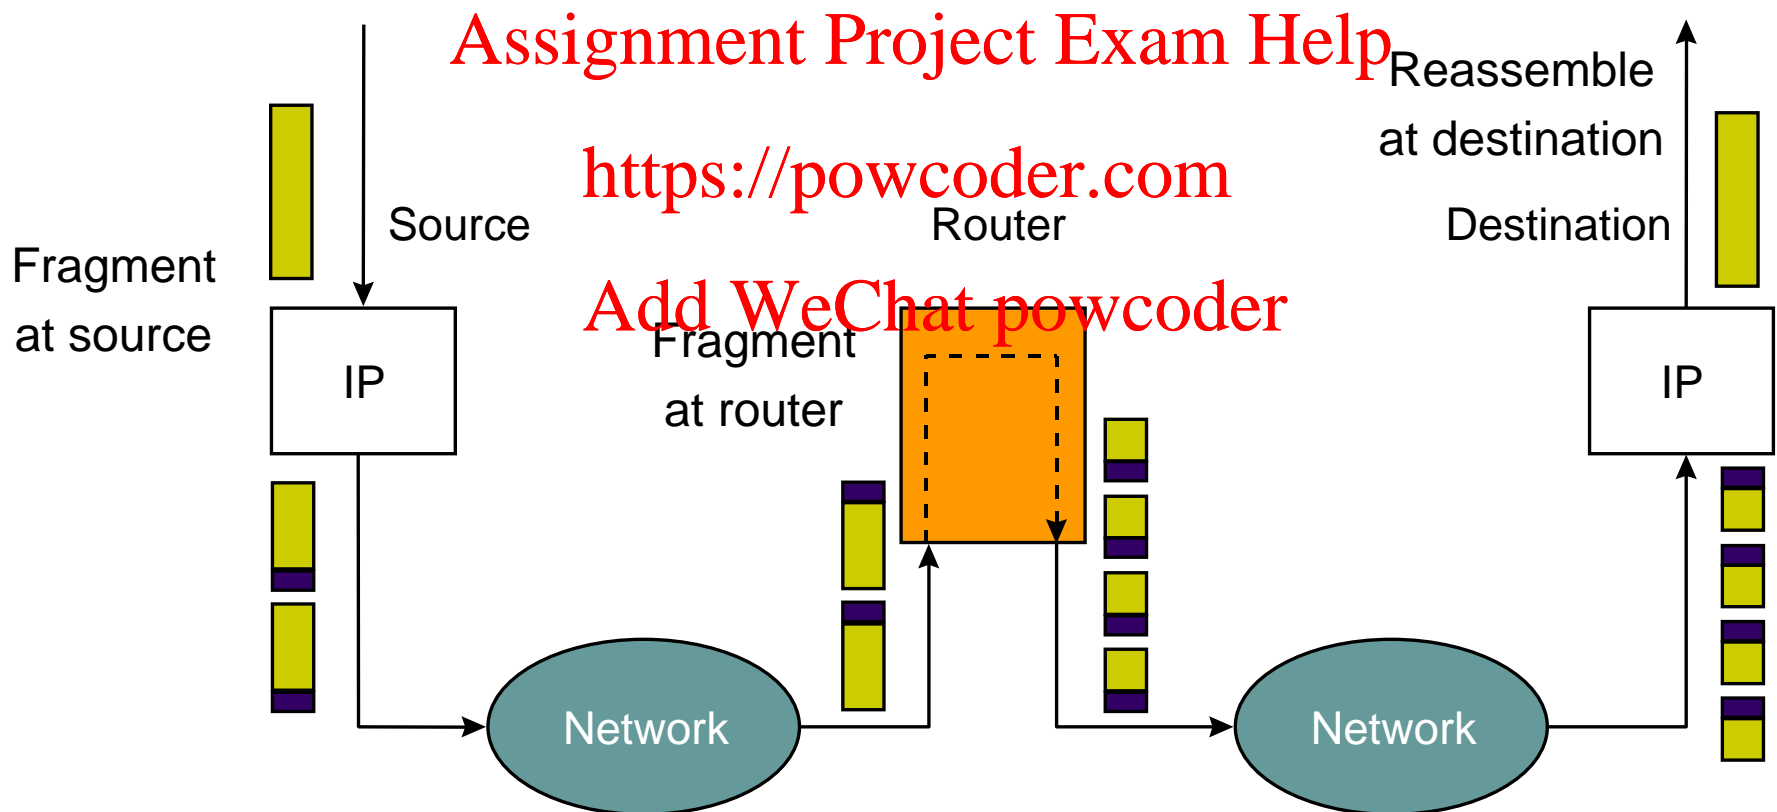 Assignment Project Exam Help
Reassemble
at destination
https://powcoder.com
Source
Router
Destination
Fragment
at source
Add WeChat powcoder
Fragment
at router
IP
IP
Network
Network